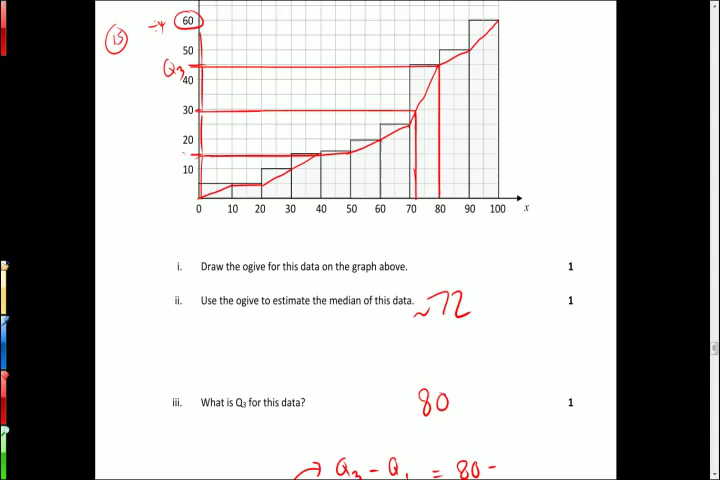 15 ÷4 60
50
Q3
40
30
20
10
0 10 20 30 40 50 60 70 80 90 100 x
i. Draw the ogive for this data on the graph above. 1
ii. Use the ogive to estimate the median of this data. ~72 1
iii. What is Q3 for this data? 80 1
→ Q3 - Q1 = 80 -